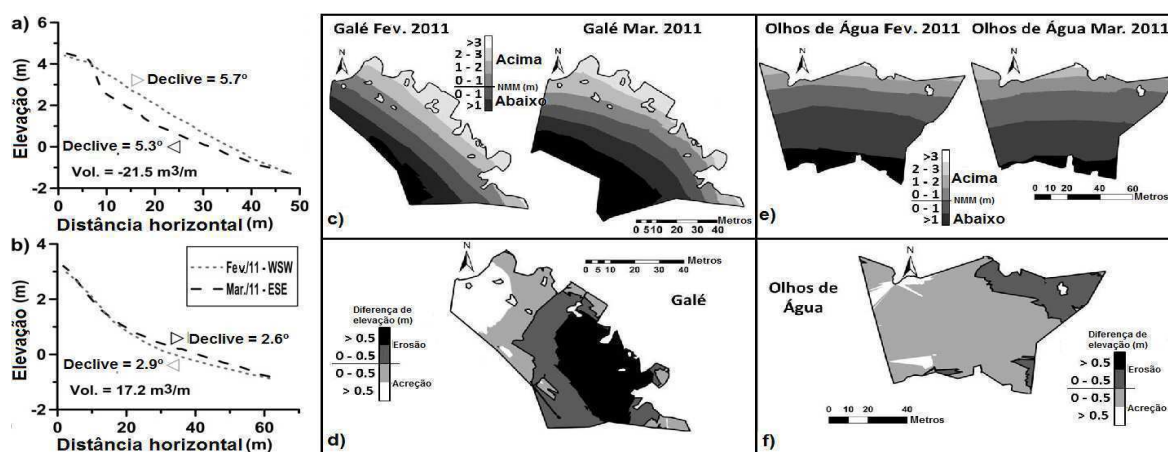 a)
Elevação (m)
6
4
2
0
-2
Declive = 5.7º
Declive = 5.3º
Vol. = -21.5 m3/m
0 10 20 30 40 50
Distância horizontal (m)
b)
Elevação (m)
4
2
0
-2
Fev./11 - WSW
Mar./11 - ESE
Declive = 2.6º
Declive = 2.9º
Vol. = 17.2 m3/m
0 20 40 60
Distância horizontal (m)
Galé Fev. 2011
Galé Mar. 2011
N
N
>3
2 - 3
1 - 2
0 - 1
0 - 1
>1
Acima
NMM (m)
Abaixo
c)
Metros
0 5 10 20 30 40
N
Metros
0 5 10 20 30 40
Galé
Diferença de
elevação (m)
> 0.5
0 - 0.5
0 - 0.5
> 0.5
Erosão
Acreção
d)
Olhos de Água Fev. 2011
Olhos de Água Mar. 2011
N
N
>3
2 - 3
1 - 2
0 - 1
0 - 1
>1
Acima
NMM (m)
Abaixo
Metros
0 10 20 40 60
e)
N
Olhos de
Água
Diferença de
elevação (m)
> 0.5
0 - 0.5
0 - 0.5
> 0.5
Erosão
Acreção
Metros
0 10 20 40
f)